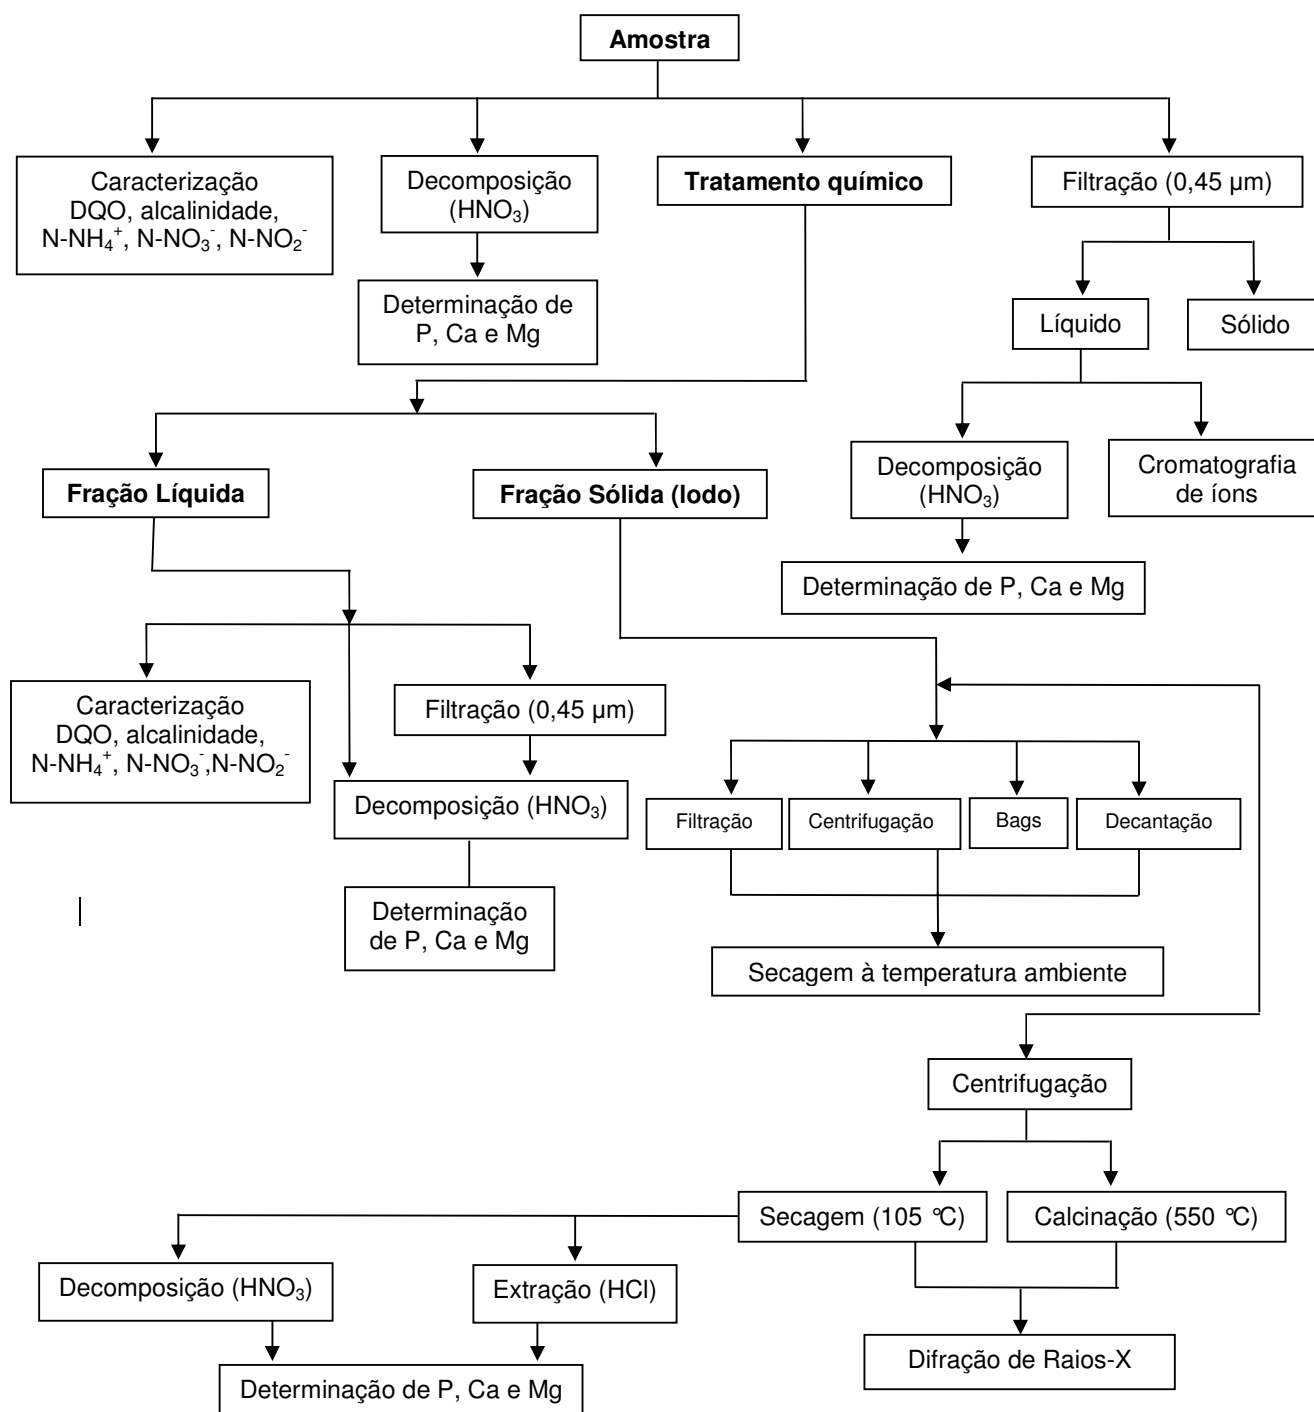 Amostra
Caracterização
DQO, alcalinidade,
N-NH₄⁺, N-NO₃⁻, N-NO₂⁻
Decomposição
(HNO₃)
Tratamento químico
Filtração (0,45 µm)
Determinação de
P, Ca e Mg
Líquido
Sólido
Decomposição
(HNO₃)
Cromatografia
de íons
Determinação de P, Ca e Mg
Fração Líquida
Fração Sólida (lodo)
Caracterização
DQO, alcalinidade,
N-NH₄⁺, N-NO₃⁻,N-NO₂⁻
Filtração (0,45 µm)
Decomposição (HNO₃)
Determinação
de P, Ca e Mg
Filtração
Centrifugação
Bags
Decantação
Secagem à temperatura ambiente
Centrifugação
Secagem (105 °C)
Calcinação (550 °C)
Decomposição (HNO₃)
Extração (HCl)
Difração de Raios-X
Determinação de P, Ca e Mg